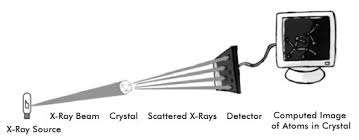 X-Ray Beam Crystal Scattered X-Rays Detector Computed Image
of Atoms in Crystal
X-Ray Source